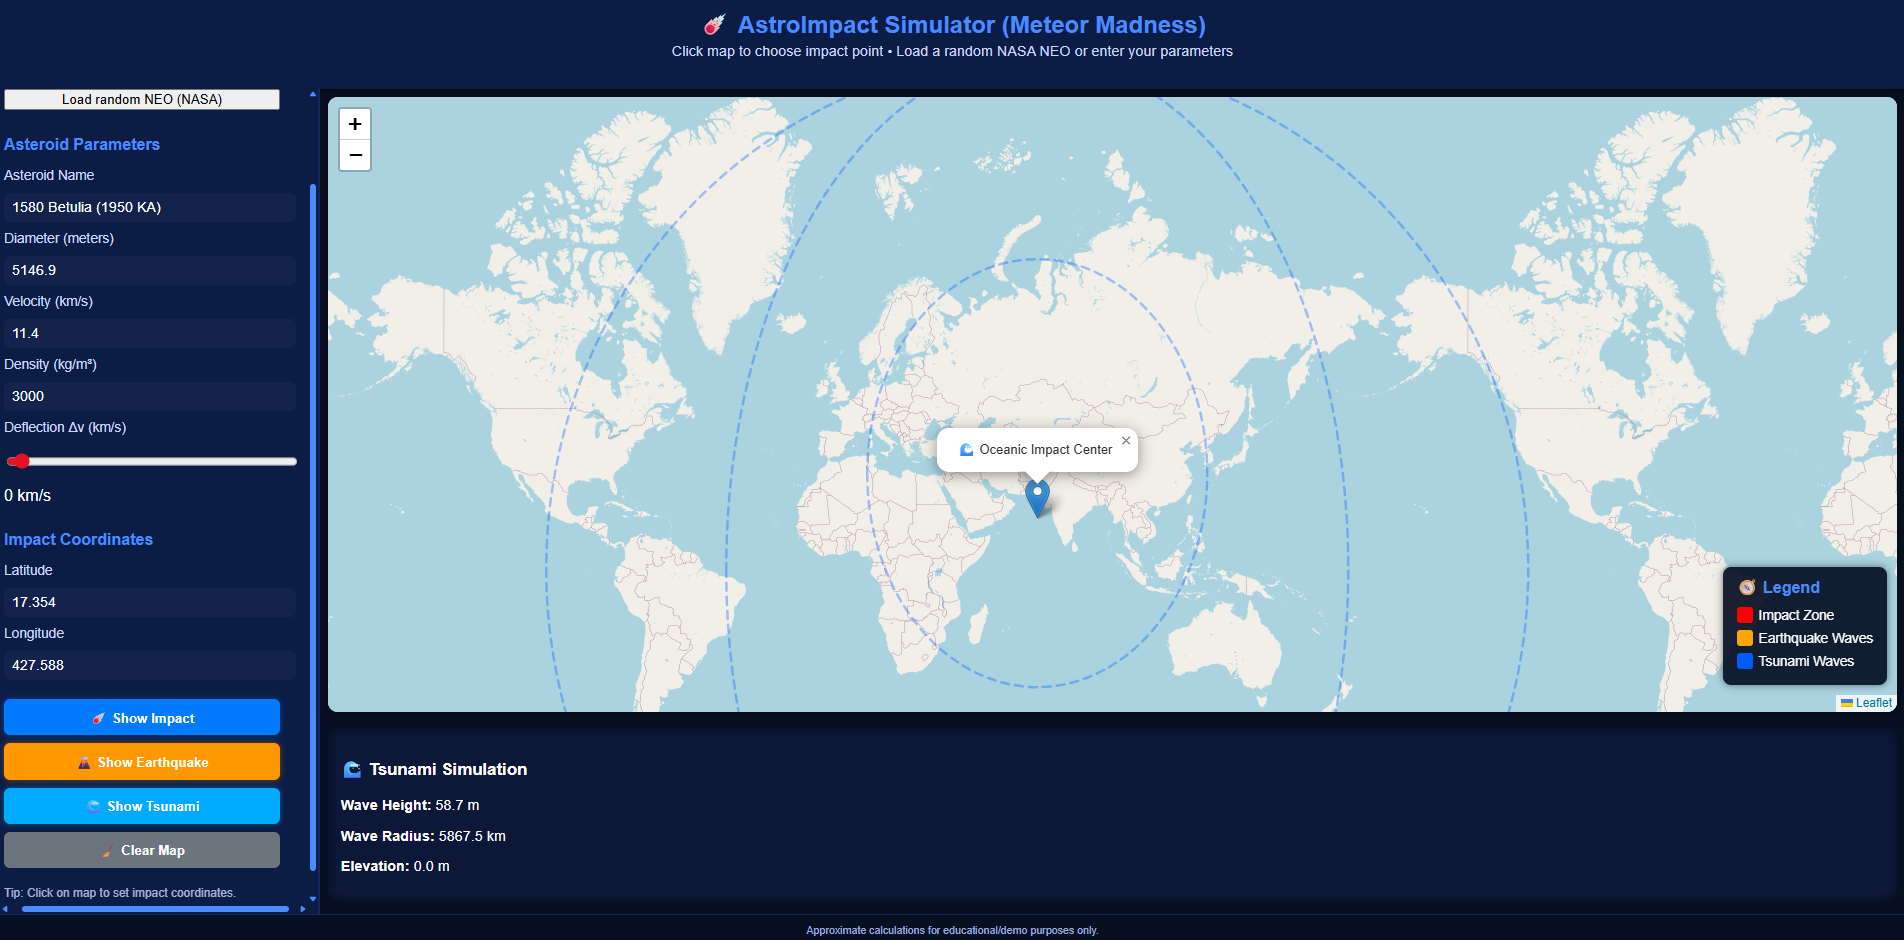 AstroImpact Simulator (Meteor Madness)
Click map to choose impact point • Load a random NASA NEO or enter your parameters
Load random NEO (NASA)
Asteroid Parameters
Asteroid Name
1580 Betulia (1950 KA)
Diameter (meters)
5146.9
Velocity (km/s)
11.4
Density (kg/m³)
3000
Deflection Δv (km/s)
0 km/s
Impact Coordinates
Latitude
17.354
Longitude
427.588
Show Impact
Show Earthquake
Show Tsunami
Clear Map
Tip: Click on map to set impact coordinates.
+
−
Oceanic Impact Center ×
Legend
Impact Zone
Earthquake Waves
Tsunami Waves
Leaflet
Tsunami Simulation
Wave Height: 58.7 m
Wave Radius: 5867.5 km
Elevation: 0.0 m
Approximate calculations for educational/demo purposes only.